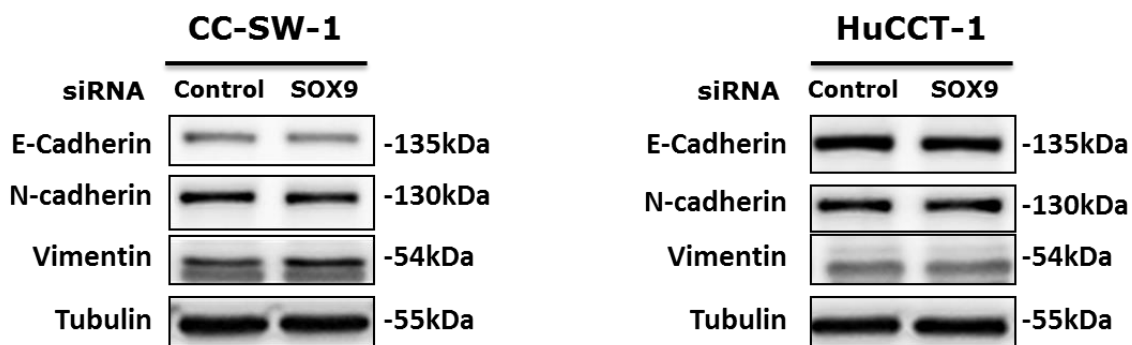 CC-SW-1
siRNA Control SOX9
E-Cadherin -135kDa
N-cadherin -130kDa
Vimentin -54kDa
Tubulin -55kDa
HuCCT-1
siRNA Control SOX9
E-Cadherin -135kDa
N-cadherin -130kDa
Vimentin -54kDa
Tubulin -55kDa